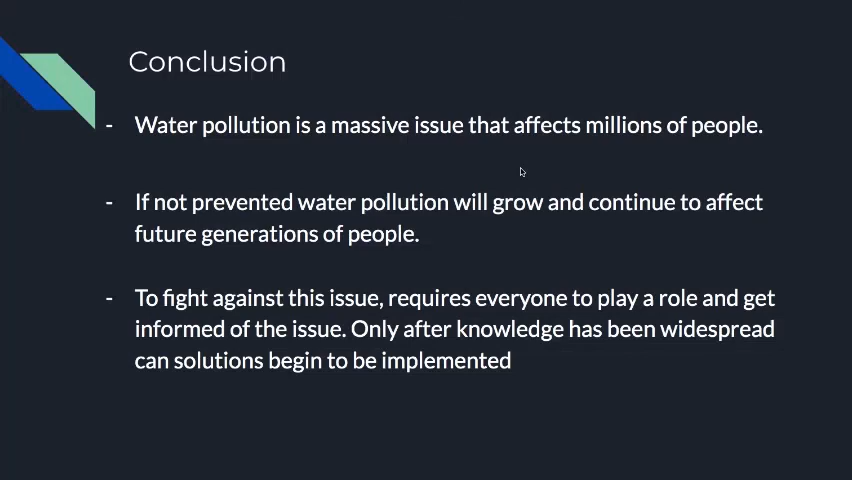 Conclusion
- Water pollution is a massive issue that affects millions of people.
- If not prevented water pollution will grow and continue to affect
future generations of people.
- To fight against this issue, requires everyone to play a role and get
informed of the issue. Only after knowledge has been widespread
can solutions begin to be implemented